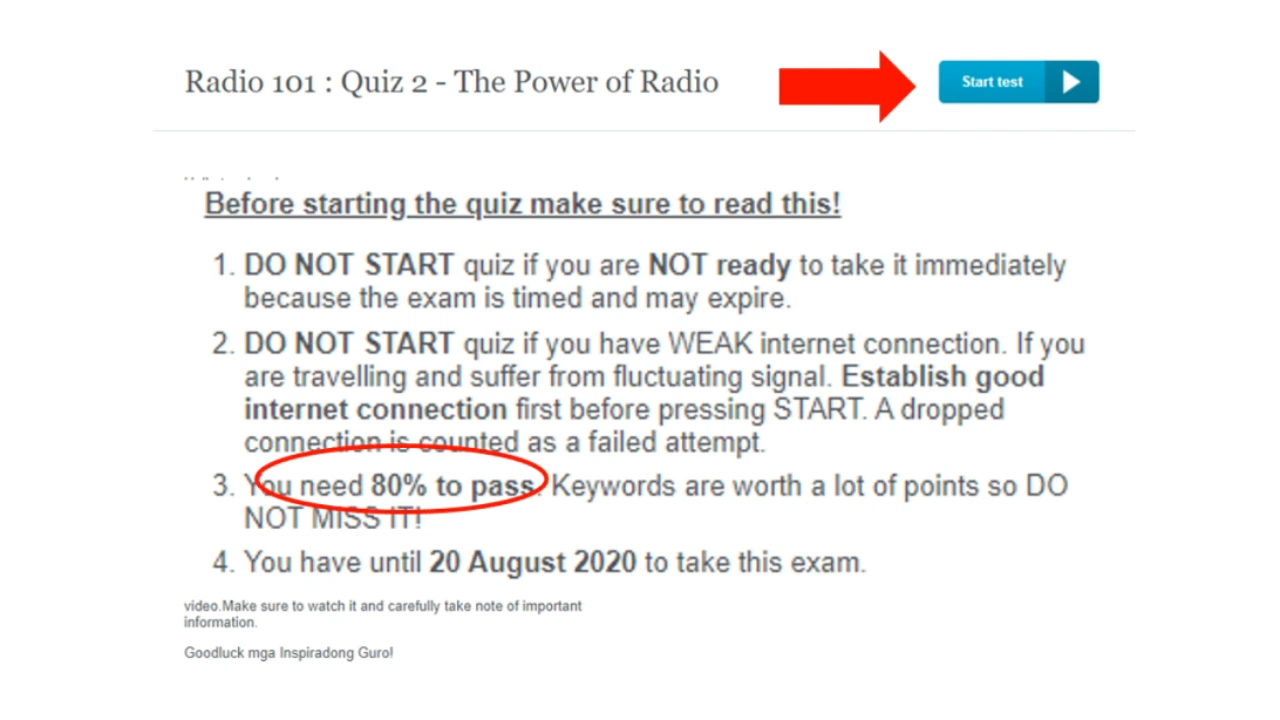 Radio 101 : Quiz 2 - The Power of Radio
Start test
Before starting the quiz make sure to read this!
1. DO NOT START quiz if you are NOT ready to take it immediately
because the exam is timed and may expire.
2. DO NOT START quiz if you have WEAK internet connection. If you
are travelling and suffer from fluctuating signal. Establish good
internet connection first before pressing START. A dropped
connection is counted as a failed attempt.
3. You need 80% to pass. Keywords are worth a lot of points so DO
NOT MISS IT!
4. You have until 20 August 2020 to take this exam.
video.Make sure to watch it and carefully take note of important
information.
Goodluck mga Inspiradong Guro!